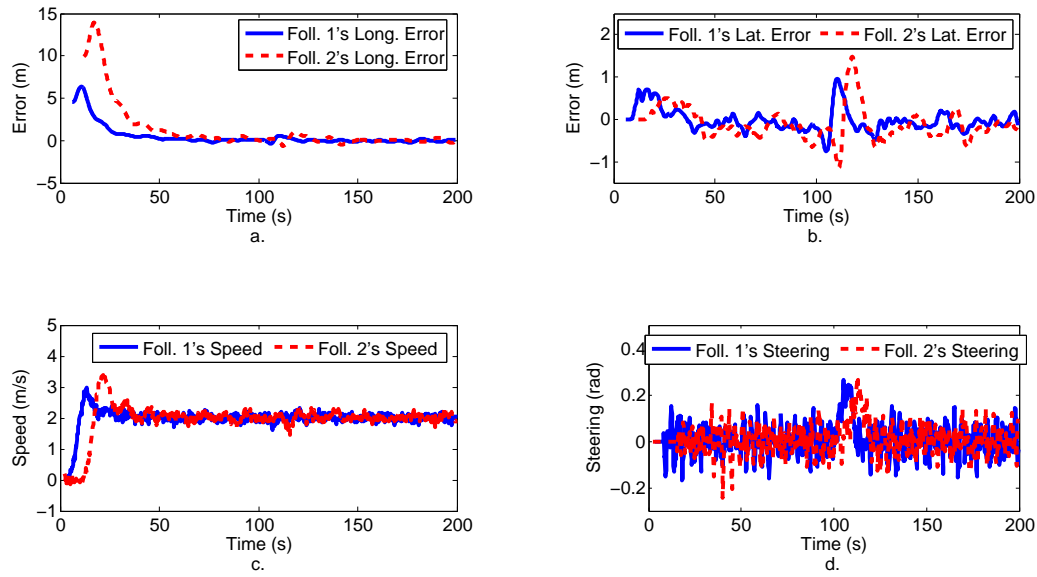 15
10
5
0
−5
Error (m)
Foll. 1's Long. Error
Foll. 2's Long. Error
0 50 100 150 200
Time (s)
a.
2
1
0
−1
Error (m)
Foll. 1's Lat. Error Foll. 2's Lat. Error
0 50 100 150 200
Time (s)
b.
5
4
3
2
1
0
−1
Speed (m/s)
Foll. 1's Speed Foll. 2's Speed
0 50 100 150 200
Time (s)
c.
0.4
0.2
0
−0.2
Steering (rad)
Foll. 1's Steering Foll. 2's Steering
0 50 100 150 200
Time (s)
d.